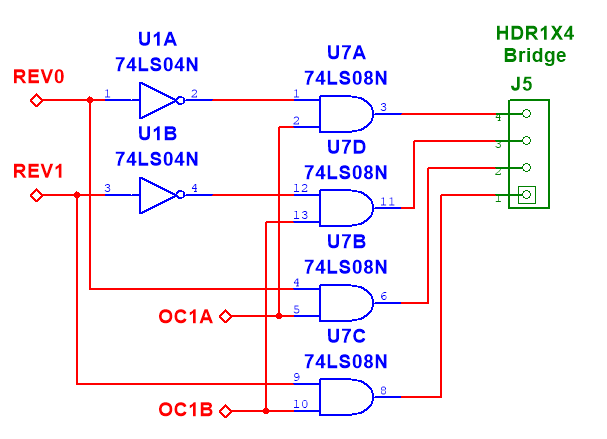 HDR1X4
Bridge
J5
U1A
74LS04N
U7A
74LS08N
REV0
1
2
1
2
3
4
U1B
74LS04N
U7D
74LS08N
3
REV1
3
4
12
13
11
2
1
U7B
74LS08N
4
5
6
OC1A
U7C
74LS08N
9
10
8
OC1B